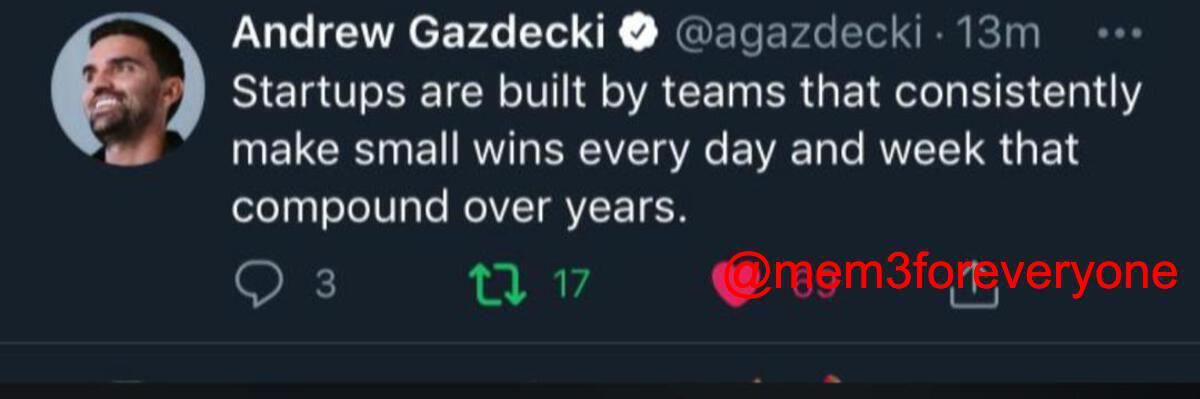 Andrew Gazdecki @agazdecki · 13m
Startups are built by teams that consistently
make small wins every day and week that
compound over years.
3 17 69
@mem3foreveryone